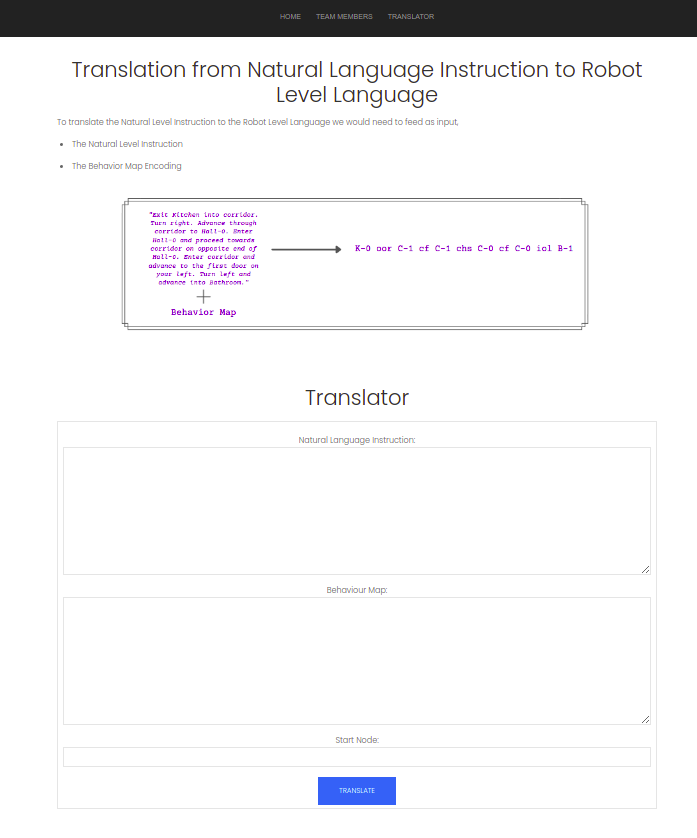 HOME TEAM MEMBERS TRANSLATOR
Translation from Natural Language Instruction to Robot
Level Language
To translate the Natural Level Instruction to the Robot Level Language we would need to feed as input,
• The Natural Level Instruction
• The Behavior Map Encoding
"Exit Kitchen into corridor.
Turn right. Advance through
corridor to Hall-0. Enter
Hall-0 and proceed towards
corridor on opposite end of
Hall-0. Enter corridor and
advance to the first door on
your left. Turn left and
advance into Bathroom."
+
Behavior Map
K-0 oor C-1 cf C-1 chs C-0 cf C-0 iol B-1
Translator
Natural Language Instruction:
Behaviour Map:
Start Node:
TRANSLATE